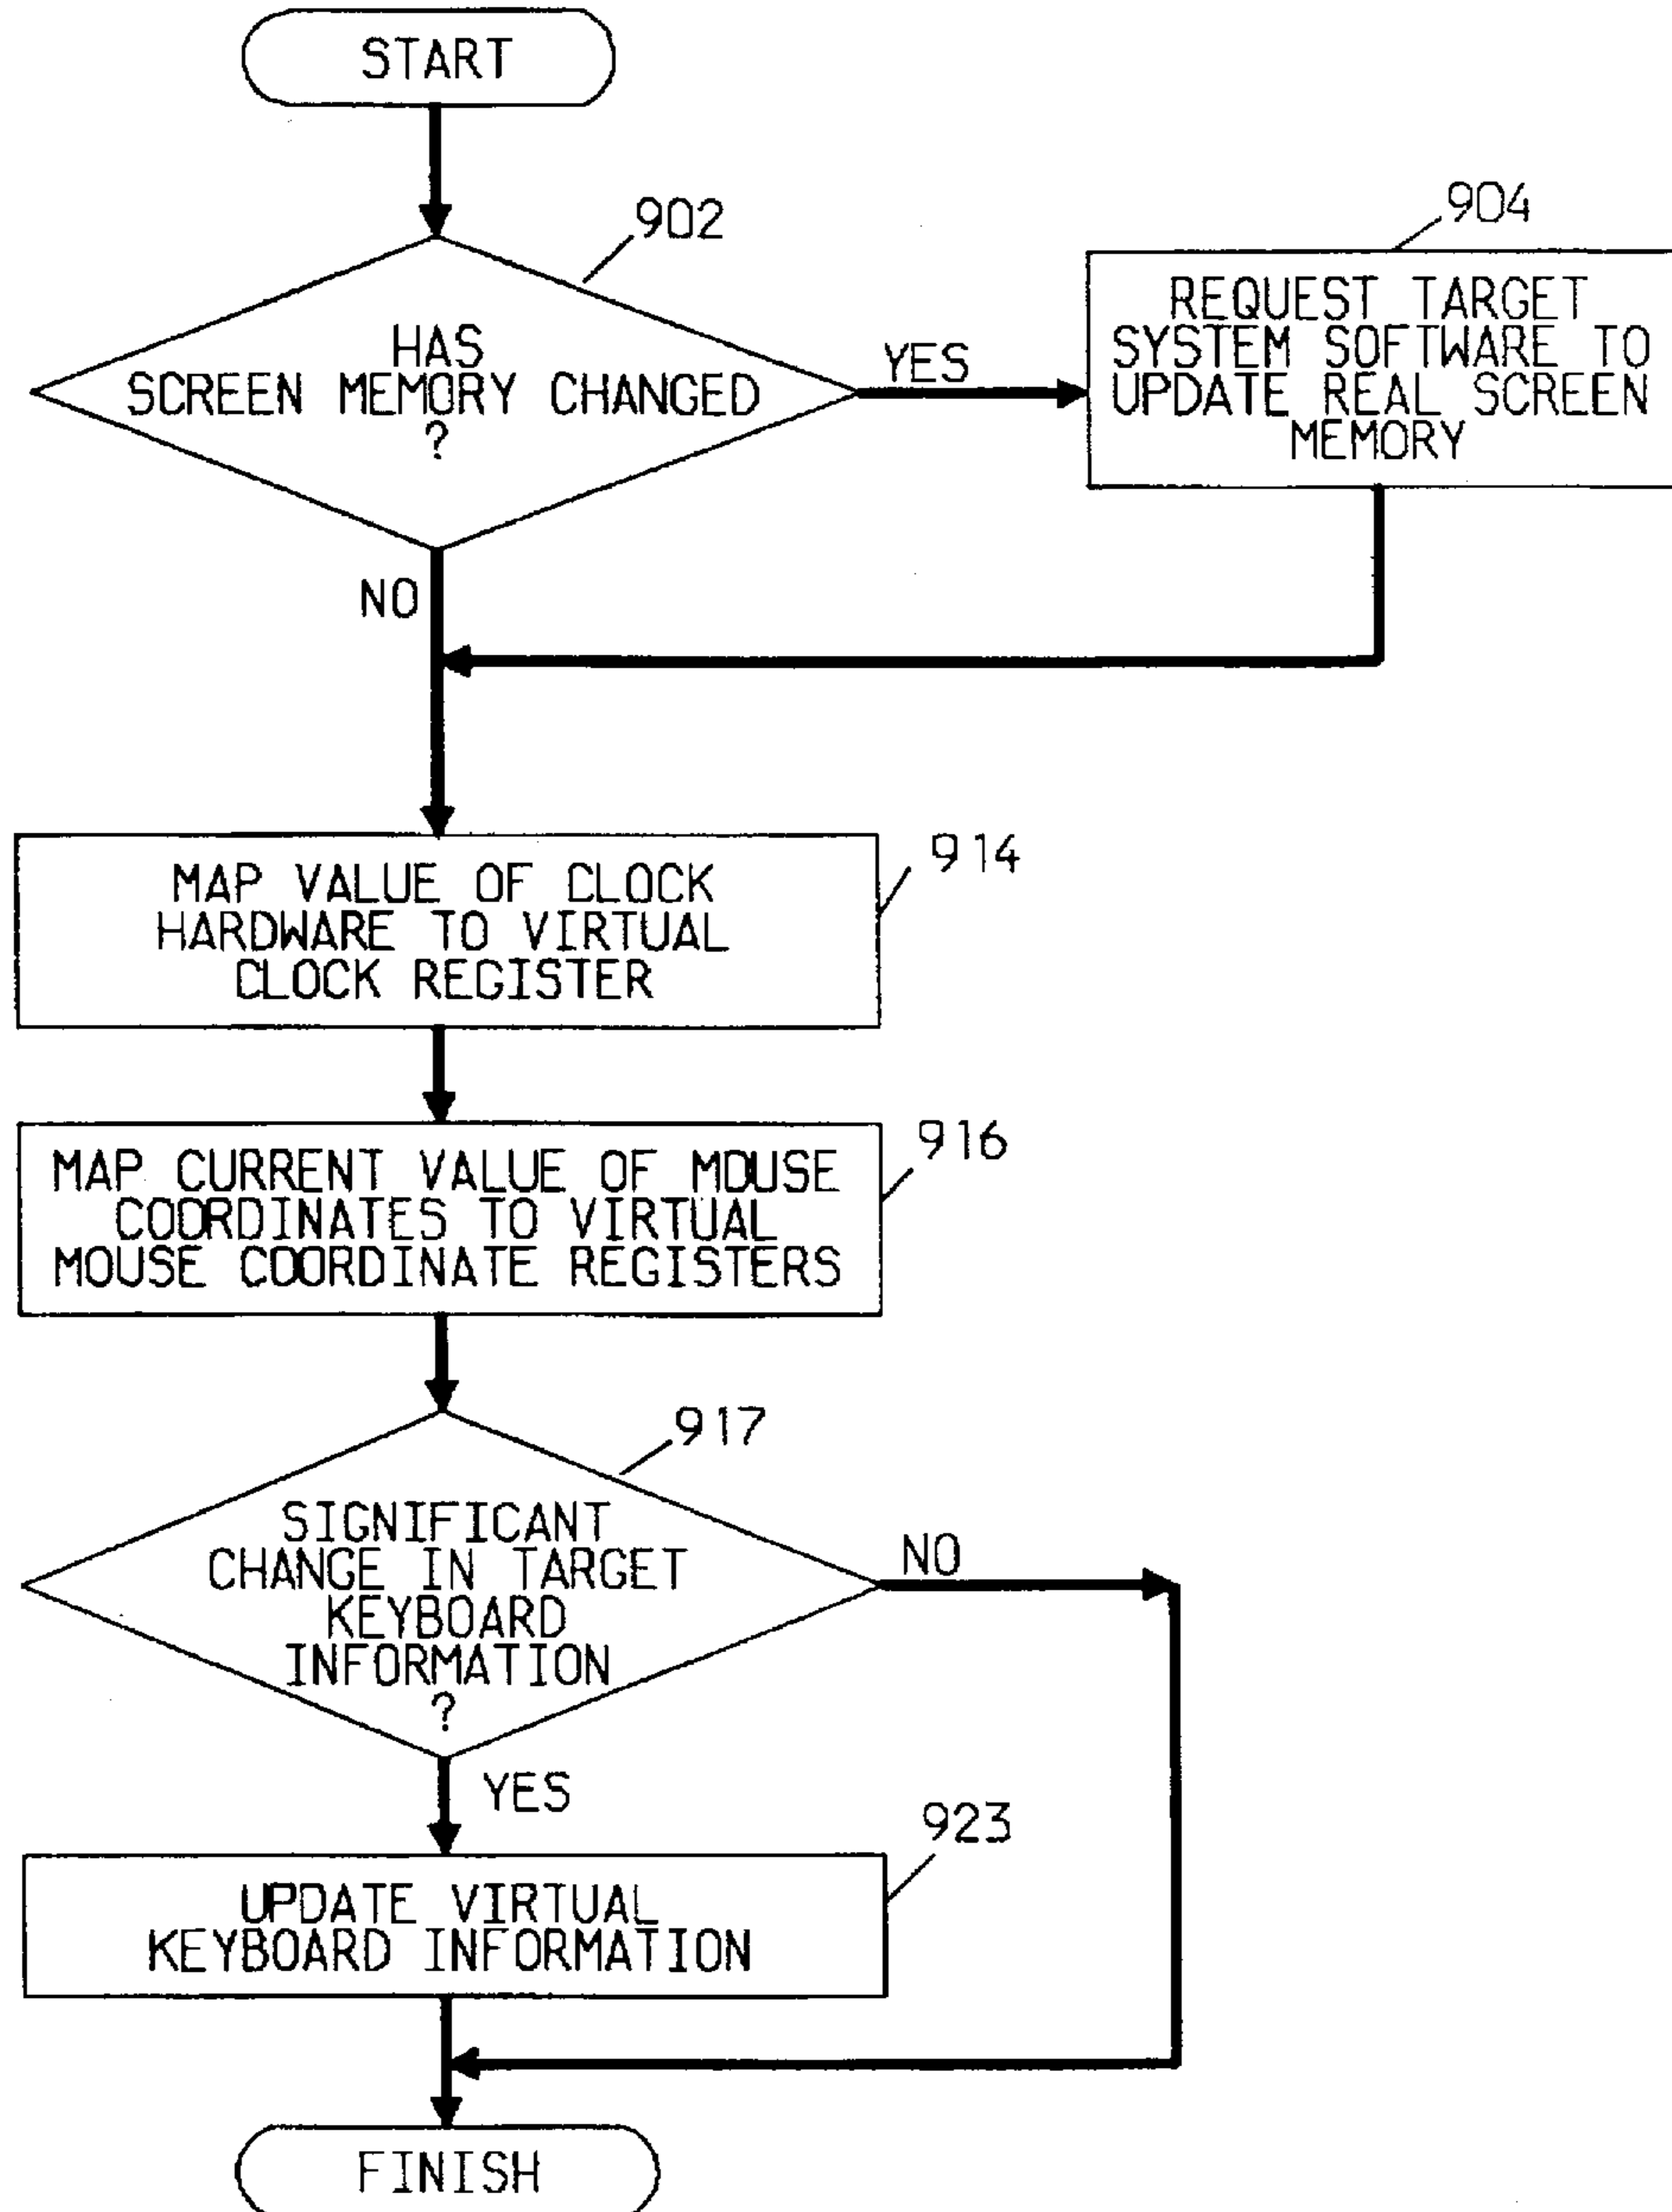 START
902
HAS
SCREEN MEMORY CHANGED
?
YES
904
REQUEST TARGET
SYSTEM SOFTWARE TO
UPDATE REAL SCREEN
MEMORY
NO
914
MAP VALUE OF CLOCK
HARDWARE TO VIRTUAL
CLOCK REGISTER
916
MAP CURRENT VALUE OF MOUSE
COORDINATES TO VIRTUAL
MOUSE COORDINATE REGISTERS
917
SIGNIFICANT
CHANGE IN TARGET
KEYBOARD
INFORMATION
?
NO
YES
923
UPDATE VIRTUAL
KEYBOARD INFORMATION
FINISH